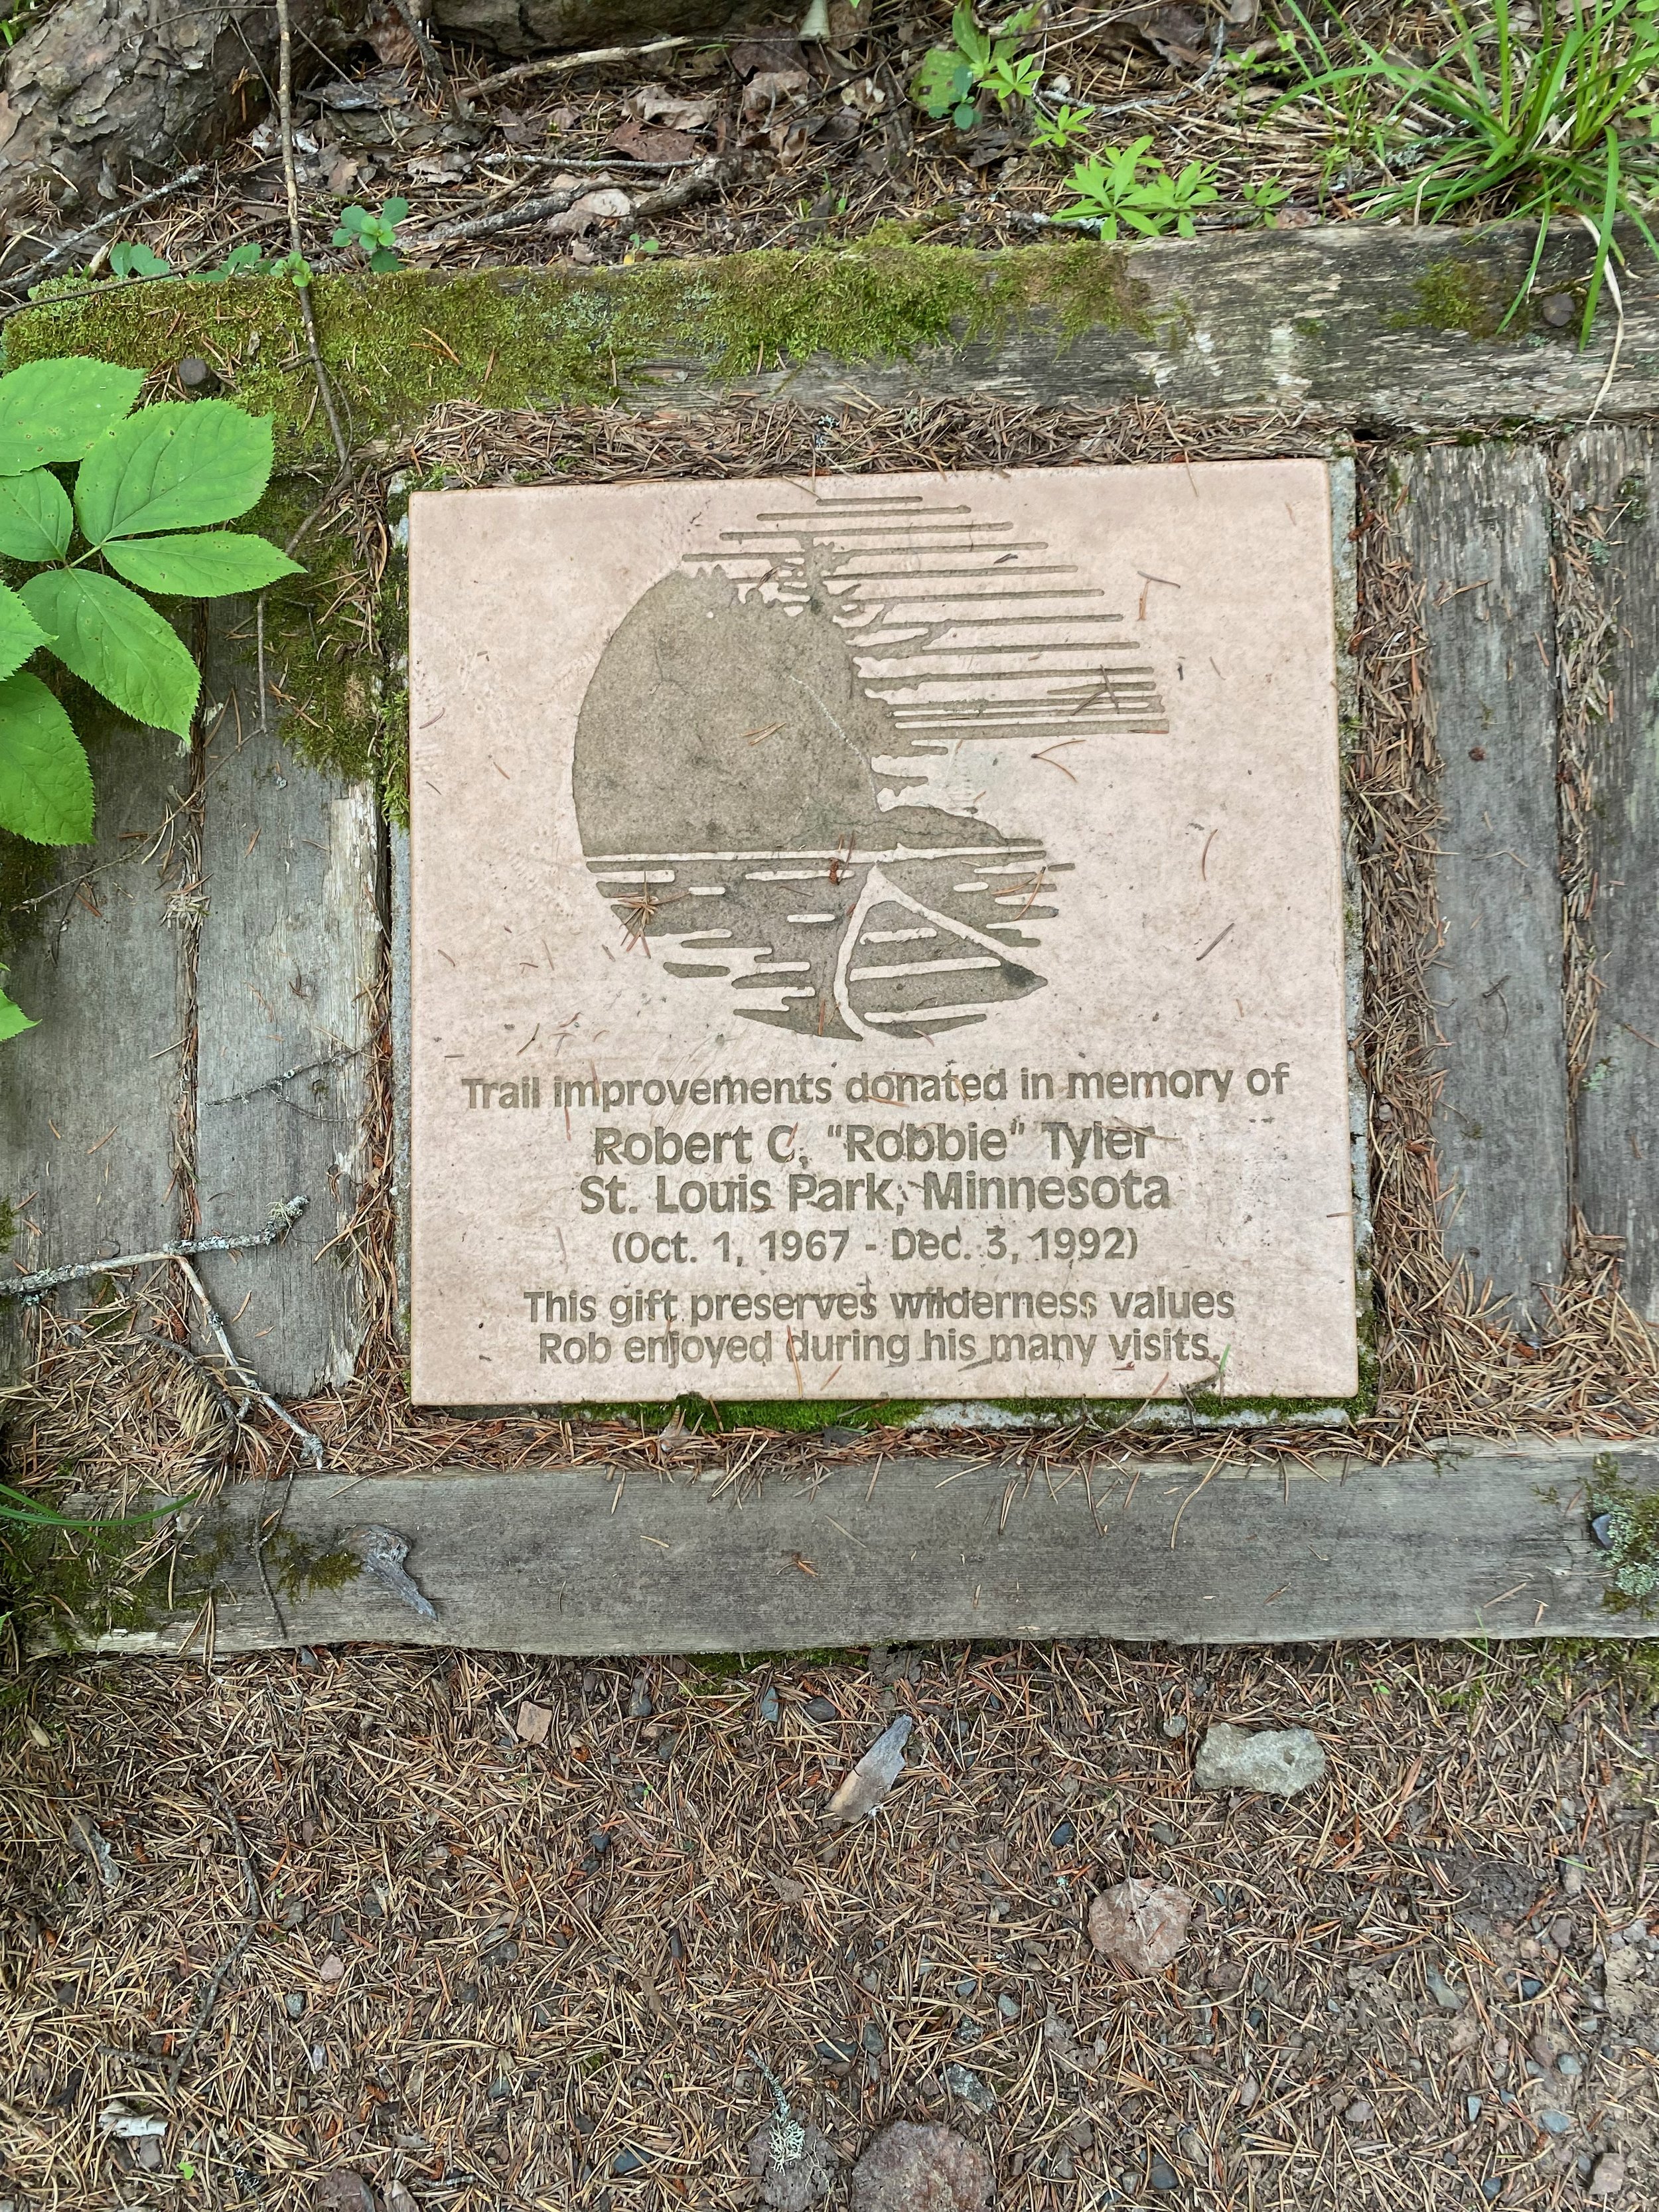 Trail improvements donated in memory of
Robert C. “Robbie” Tyler
St. Louis Park, Minnesota
(Oct. 1, 1967 - Dec. 3, 1992)
This gift preserves wilderness values
Rob enjoyed during his many visits.